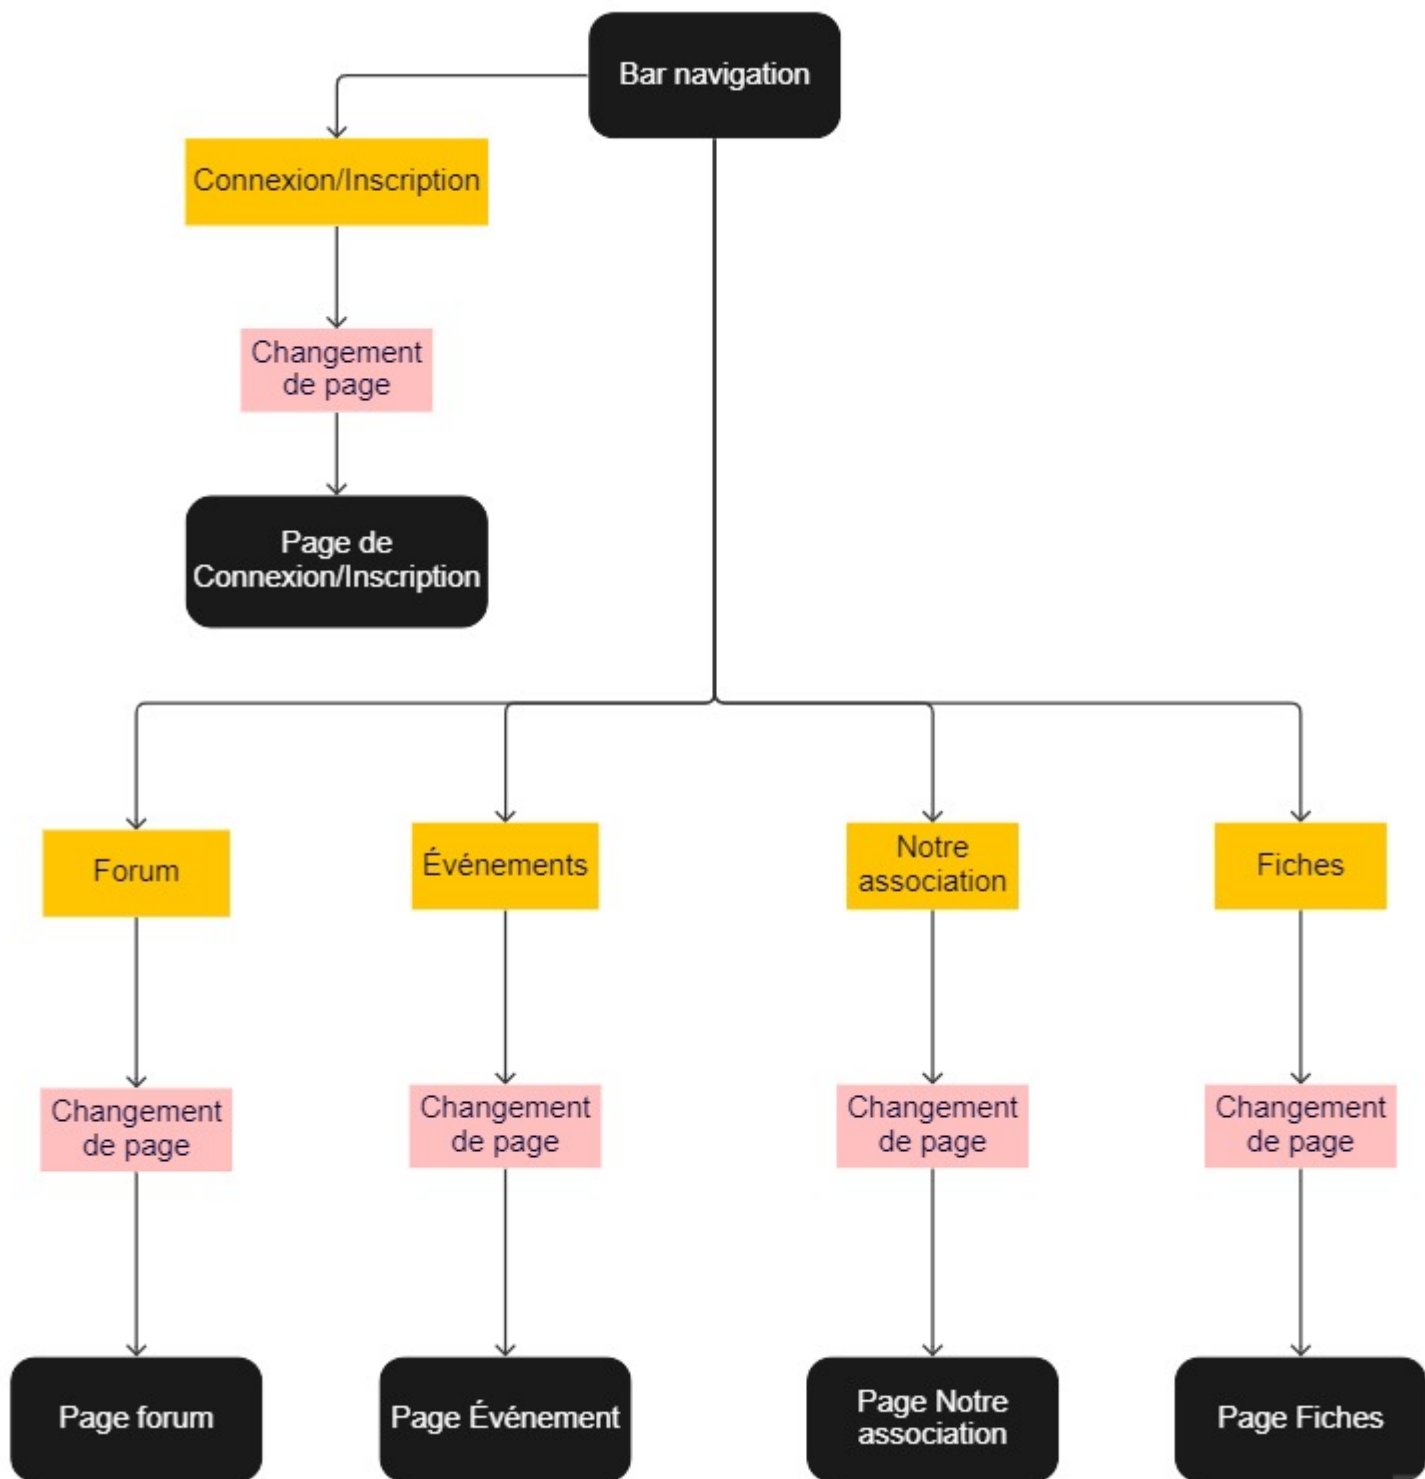 Bar navigation
Connexion/Inscription
Changement
de page
Page de
Connexion/Inscription
Forum
Événements
Notre
association
Fiches
Changement
de page
Changement
de page
Changement
de page
Changement
de page
Page forum
Page Événement
Page Notre
association
Page Fiches